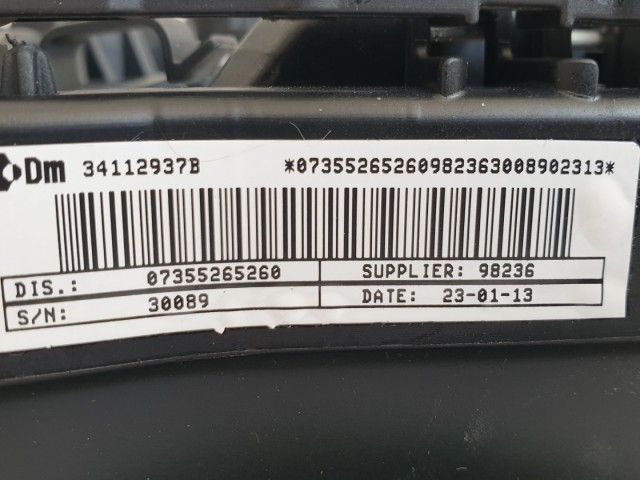 Dm 34112937B *07355265260982363008902313*
DIS.: 07355265260 SUPPLIER: 98236
S/N: 30089 DATE: 23-01-13